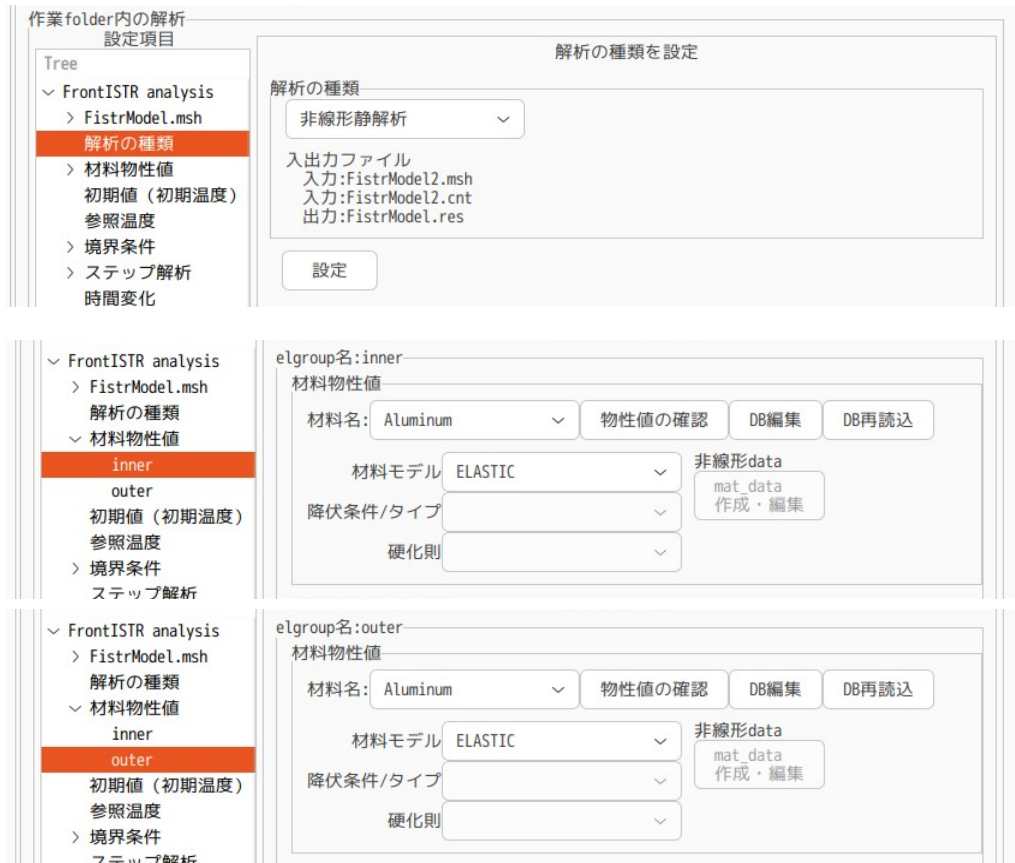 作業folder内の解析
設定項目
Tree
FrontISTR analysis
FistrModel.msh
解析の種類
材料物性値
初期値（初期温度）
参照温度
境界条件
ステップ解析
時間変化
解析の種類を設定
解析の種類
非線形静解析
入出力ファイル
入力:FistrModel2.msh
入力:FistrModel2.cnt
出力:FistrModel.res
設定
FrontISTR analysis
FistrModel.msh
解析の種類
材料物性値
inner
outer
初期値（初期温度）
参照温度
境界条件
ステップ解析
elgroup名:inner
材料物性値
材料名: Aluminum 物性値の確認 DB編集 DB再読込
材料モデル ELASTIC
降伏条件/タイプ
硬化則
非線形data
mat_data
作成・編集
FrontISTR analysis
FistrModel.msh
解析の種類
材料物性値
inner
outer
初期値（初期温度）
参照温度
境界条件
ステップ解析
elgroup名:outer
材料物性値
材料名: Aluminum 物性値の確認 DB編集 DB再読込
材料モデル ELASTIC
降伏条件/タイプ
硬化則
非線形data
mat_data
作成・編集